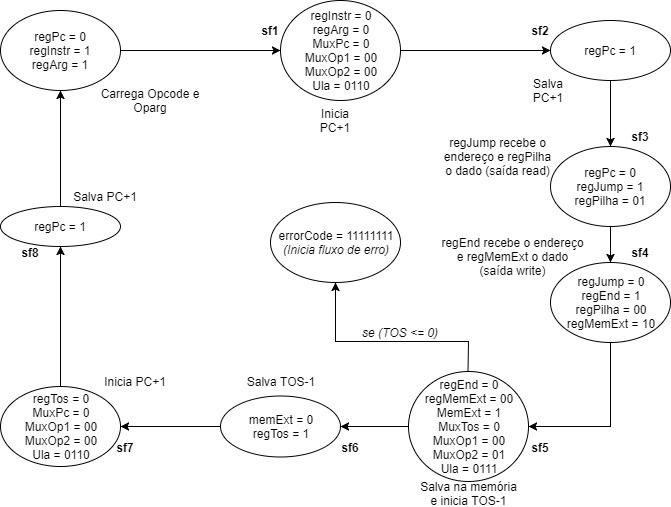 regPc = 0
regInstr = 1
regArg = 1
Carrega Opcode e
Oparg
sf1
regInstr = 0
regArg = 0
MuxPc = 0
MuxOp1 = 00
MuxOp2 = 00
Ula = 0110
Inicia
PC+1
sf2
regPc = 1
Salva
PC+1
sf3
regJump recebe o
endereço e regPilha
o dado (saída read)
regPc = 0
regJump = 1
regPilha = 01
regEnd recebe o endereço
e regMemExt o dado
(saída write)
sf4
regJump = 0
regEnd = 1
regPilha = 00
regMemExt = 10
errorCode = 11111111
(Inicia fluxo de erro)
se (TOS <= 0)
regEnd = 0
regMemExt = 00
MemExt = 1
MuxTos = 0
MuxOp1 = 00
MuxOp2 = 01
Ula = 0111
sf5
Salva na memória
e inicia TOS-1
Salva TOS-1
memExt = 0
regTos = 1
sf6
Inicia PC+1
regTos = 0
MuxPc = 0
MuxOp1 = 00
MuxOp2 = 00
Ula = 0110
sf7
Salva PC+1
regPc = 1
sf8